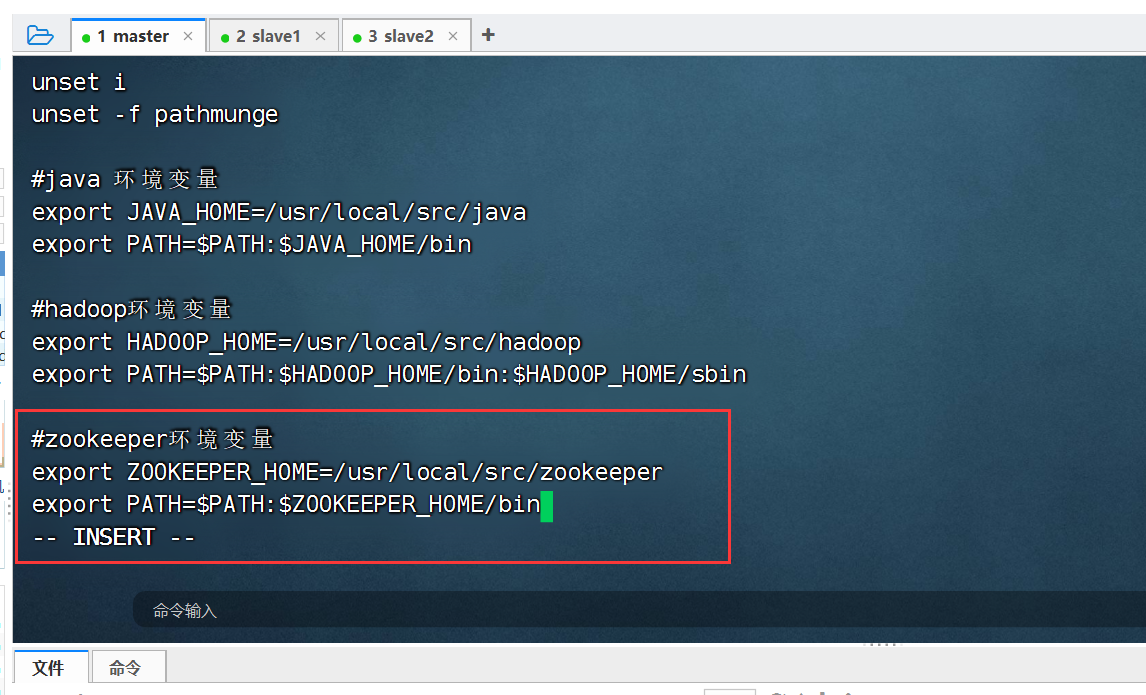 1 master
2 slave1
3 slave2
unset i
unset -f pathmunge
#java 环境变量
export JAVA_HOME=/usr/local/src/java
export PATH=$PATH:$JAVA_HOME/bin
#hadoop环境变量
export HADOOP_HOME=/usr/local/src/hadoop
export PATH=$PATH:$HADOOP_HOME/bin:$HADOOP_HOME/sbin
#zookeeper环境变量
export ZOOKEEPER_HOME=/usr/local/src/zookeeper
export PATH=$PATH:$ZOOKEEPER_HOME/bin
-- INSERT --
命令输入
文件
命令